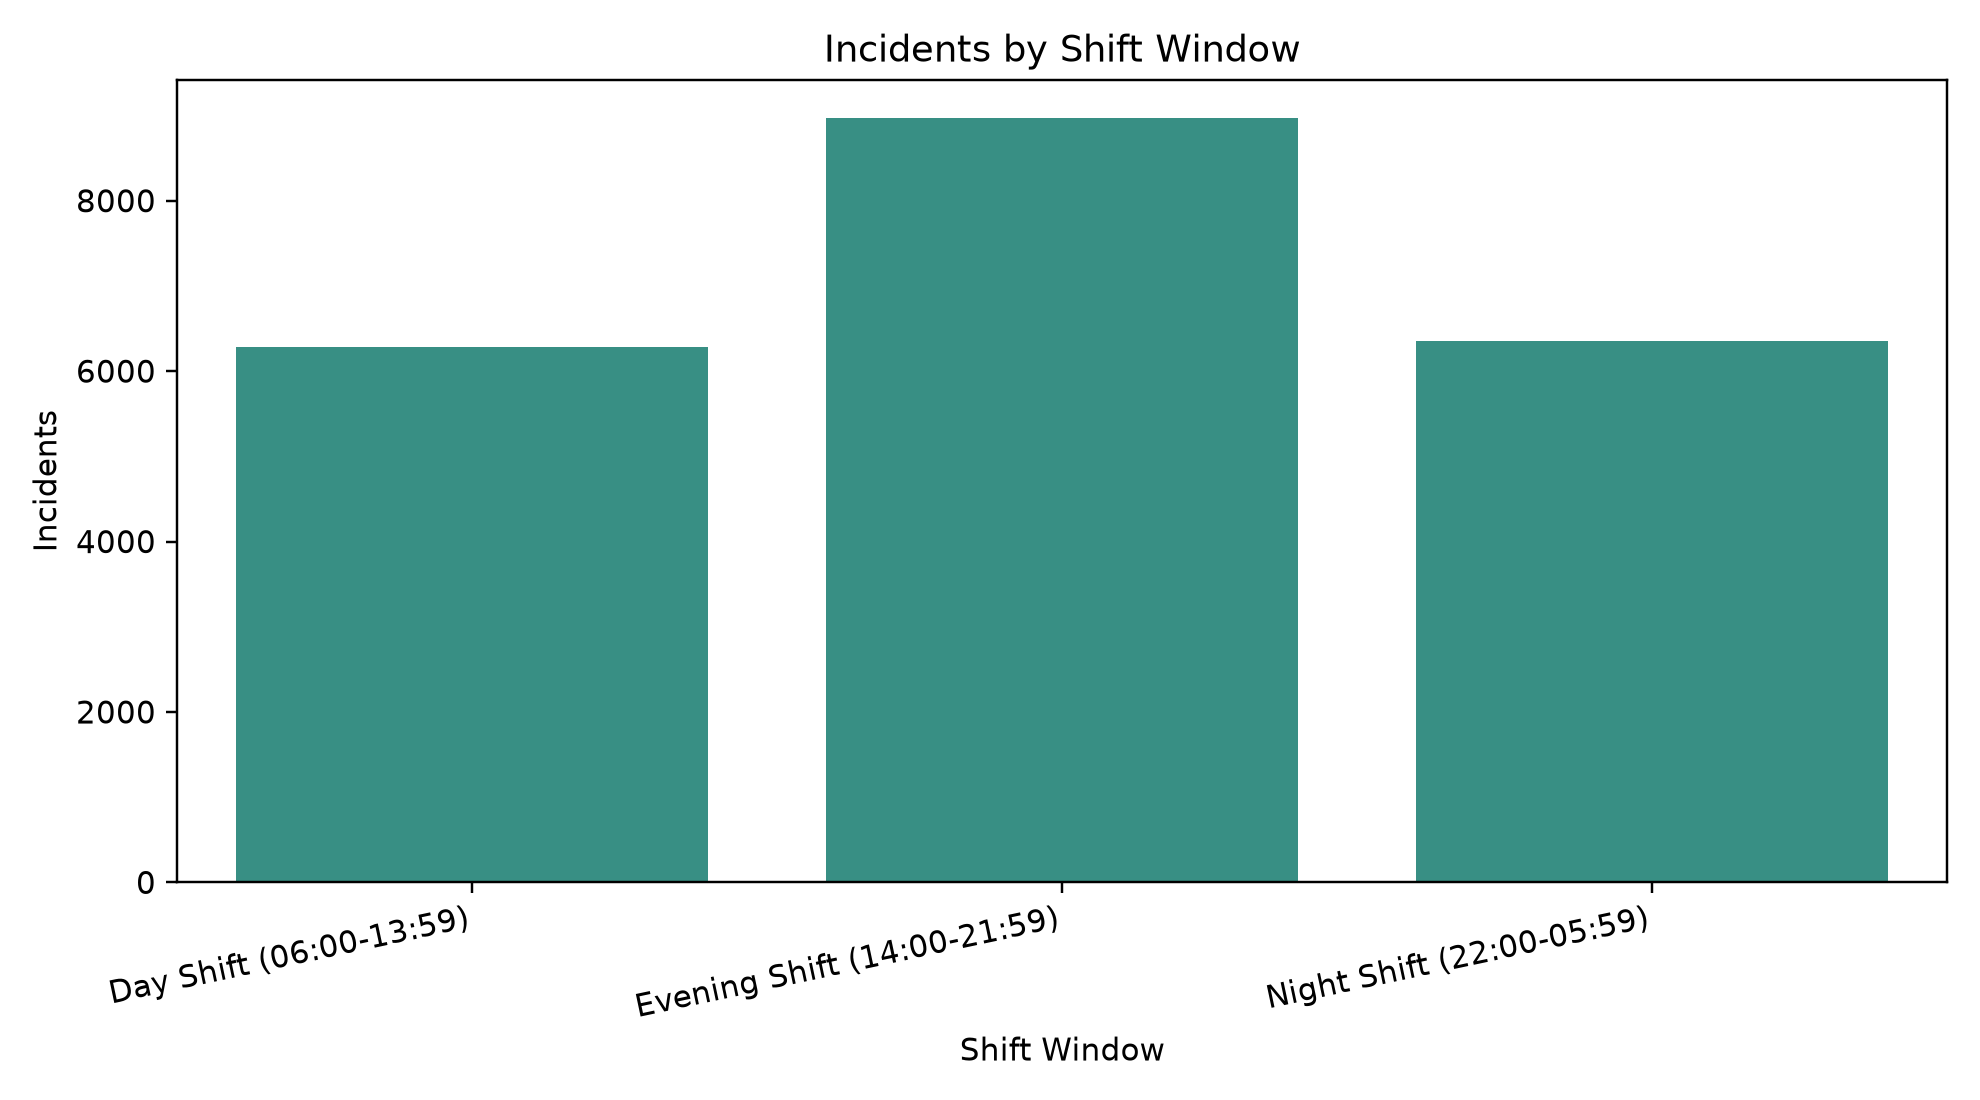 Incidents by Shift Window
Incidents
8000
6000
4000
2000
0
Day Shift (06:00-13:59)
Evening Shift (14:00-21:59)
Night Shift (22:00-05:59)
Shift Window